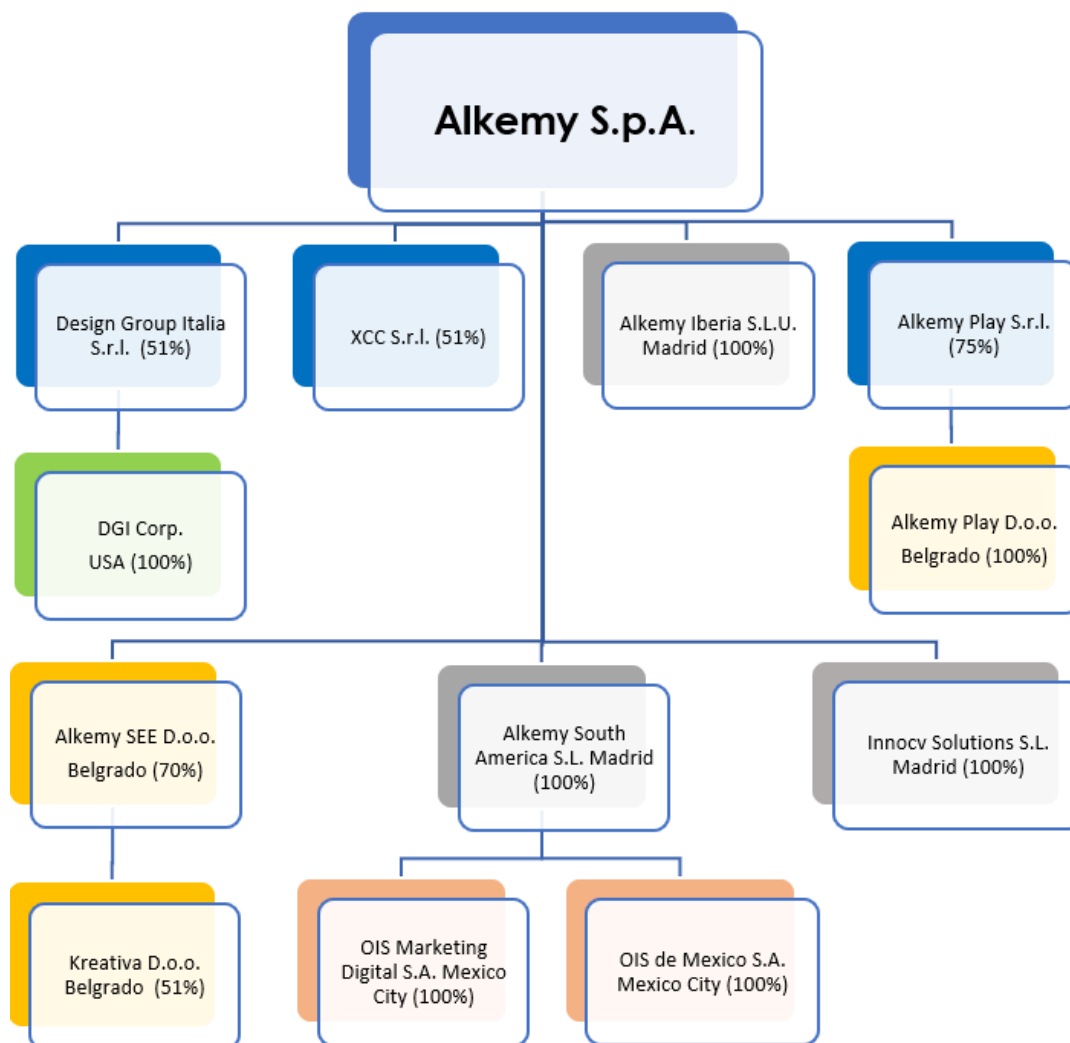 Alkemy S.p.A.
Design Group Italia
S.r.l. (51%)
XCC S.r.l. (51%)
Alkemy Iberia S.L.U.
Madrid (100%)
Alkemy Play S.r.l.
(75%)
DGI Corp.
USA (100%)
Alkemy Play D.o.o.
Belgrado (100%)
Alkemy SEE D.o.o.
Belgrado (70%)
Alkemy South
America S.L. Madrid
(100%)
Innocv Solutions S.L.
Madrid (100%)
Kreativa D.o.o.
Belgrado (51%)
OIS Marketing
Digital S.A. Mexico
City (100%)
OIS de Mexico S.A.
Mexico City (100%)